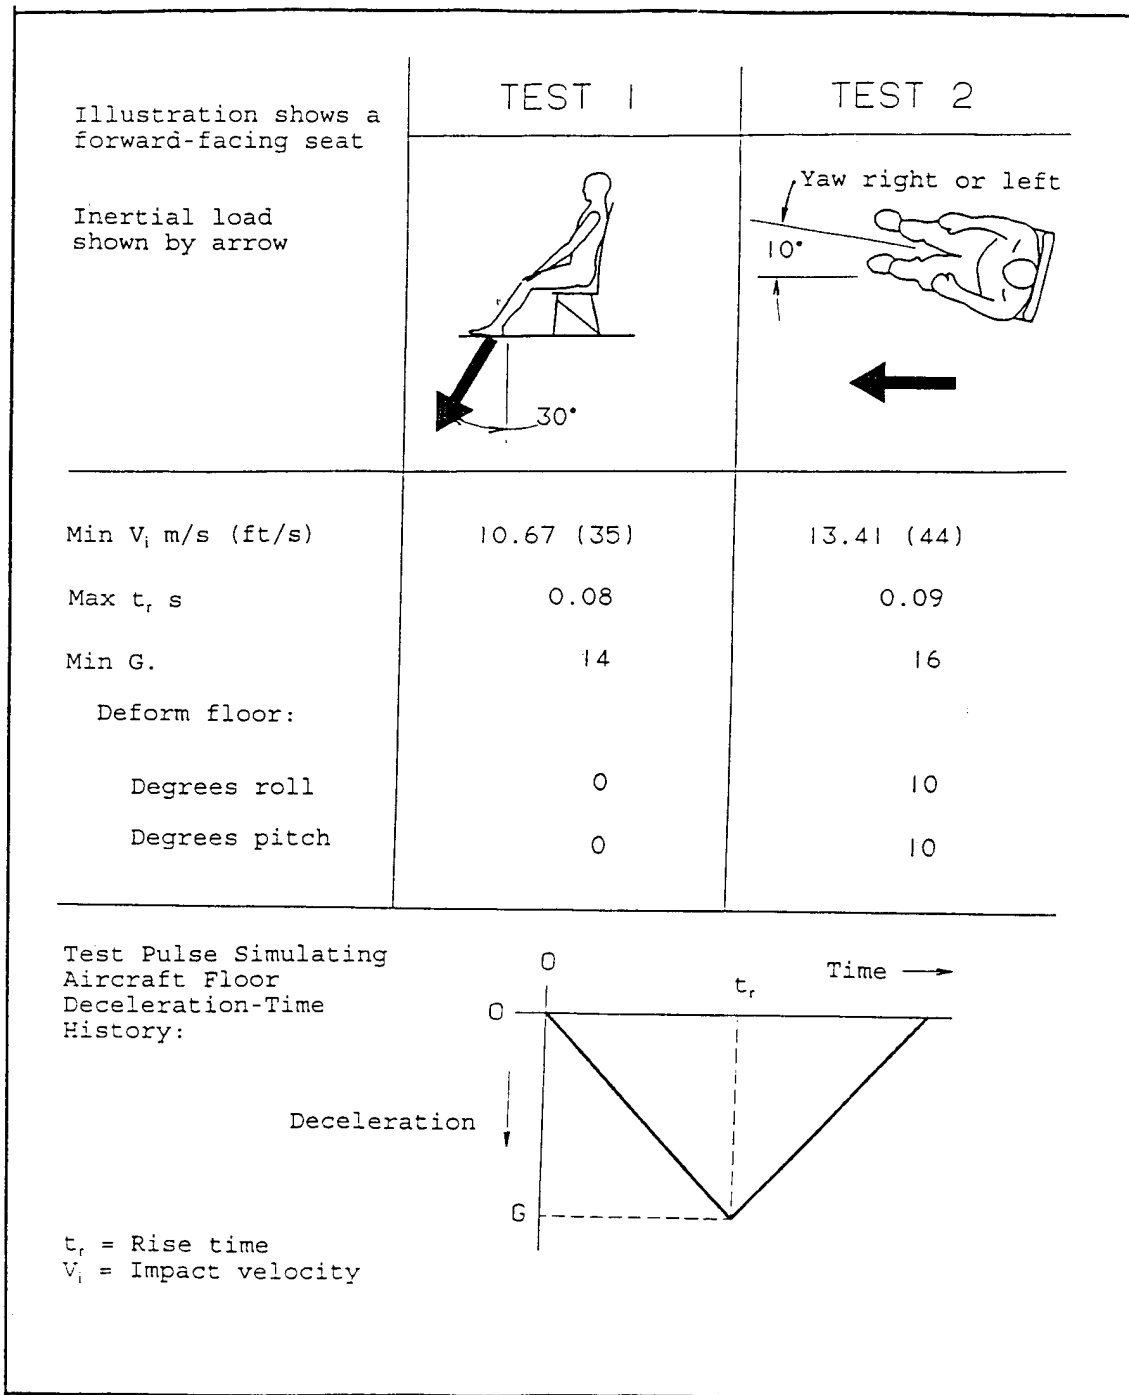 Illustration shows a
forward-facing seat
Inertial load
shown by arrow
TEST 1
TEST 2
Yaw right or left
10°
30°
Min Vi m/s (ft/s)
10.67 (35)
13.41 (44)
Max tr s
0.08
0.09
Min G.
14
16
Deform floor:
Degrees roll
0
10
Degrees pitch
0
10
Test Pulse Simulating
Aircraft Floor
Deceleration-Time
History:
0
Time
tr
0
Deceleration
G
tr = Rise time
Vi = Impact velocity